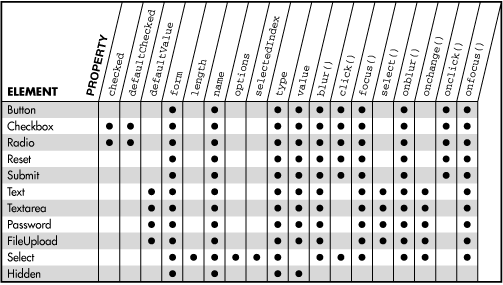 ELEMENT PROPERTY checked defaultChecked defaultValue form length name options selectedIndex type value blur() click() focus() select() onblur() onchange() onclick() onfocus()
Button ● ● ● ● ● ● ● ● ● ●
Checkbox ● ● ● ● ● ● ● ● ● ● ● ●
Radio ● ● ● ● ● ● ● ● ● ● ● ●
Reset ● ● ● ● ● ● ● ● ● ●
Submit ● ● ● ● ● ● ● ● ● ●
Text ● ● ● ● ● ● ● ● ● ● ●
Textarea ● ● ● ● ● ● ● ● ● ● ●
Password ● ● ● ● ● ● ● ● ● ● ●
FileUpload ● ● ● ● ● ● ● ● ● ● ●
Select ● ● ● ● ● ● ● ● ● ● ● ●
Hidden ● ● ● ●